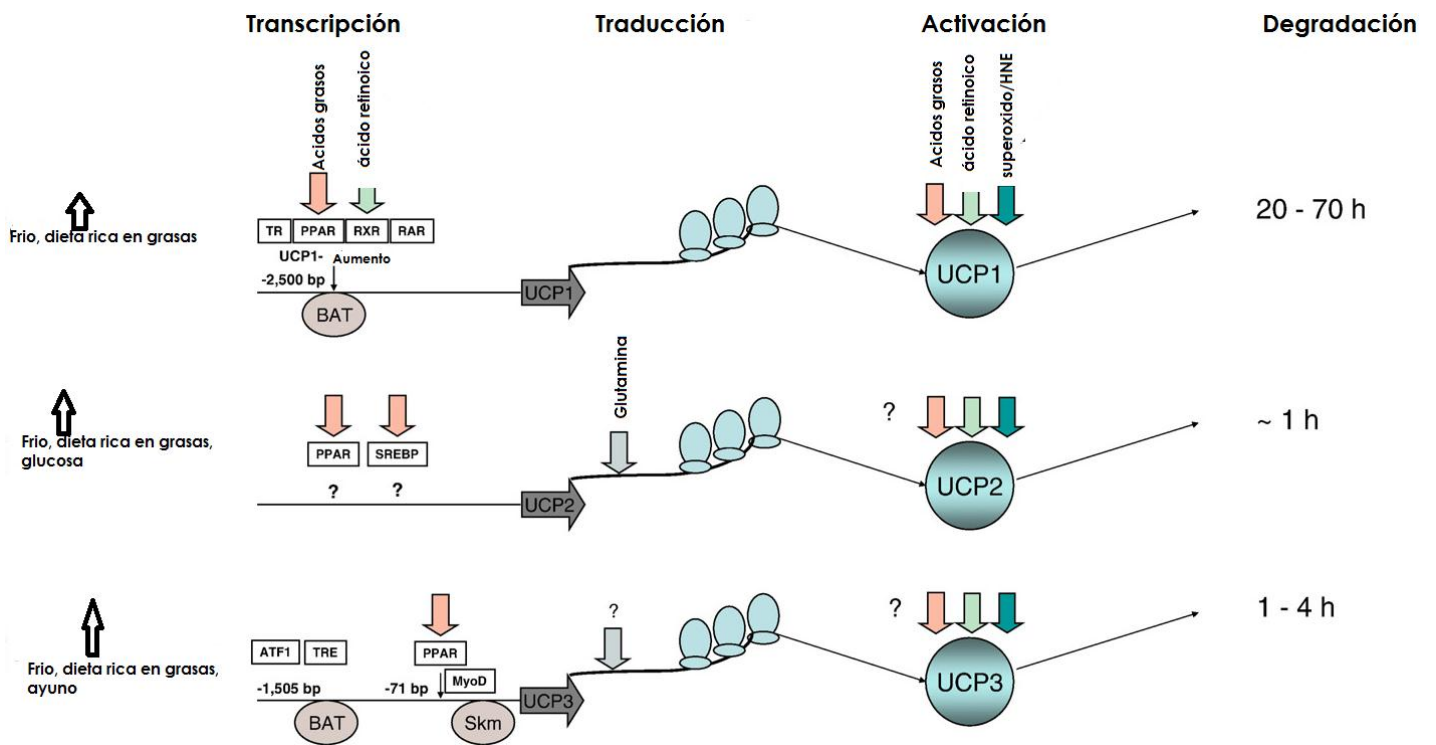 Transcripción
Traducción
Activación
Degradación
Acidos grasos
ácido retinoico
Acidos grasos
ácido retinoico
superoxido/HNE
Frio, dieta rica en grasas
TR PPAR RXR RAR
UCP1- Aumento
-2,500 bp
BAT
UCP1
UCP1
20 - 70 h
Frio, dieta rica en grasas,
glucosa
PPAR SREBP
? ?
Glutamina
UCP2
?
UCP2
~ 1 h
Frio, dieta rica en grasas,
ayuno
ATF1 TRE
-1,505 bp
BAT
PPAR
-71 bp
MyoD
Skm
UCP3
?
?
UCP3
1 - 4 h